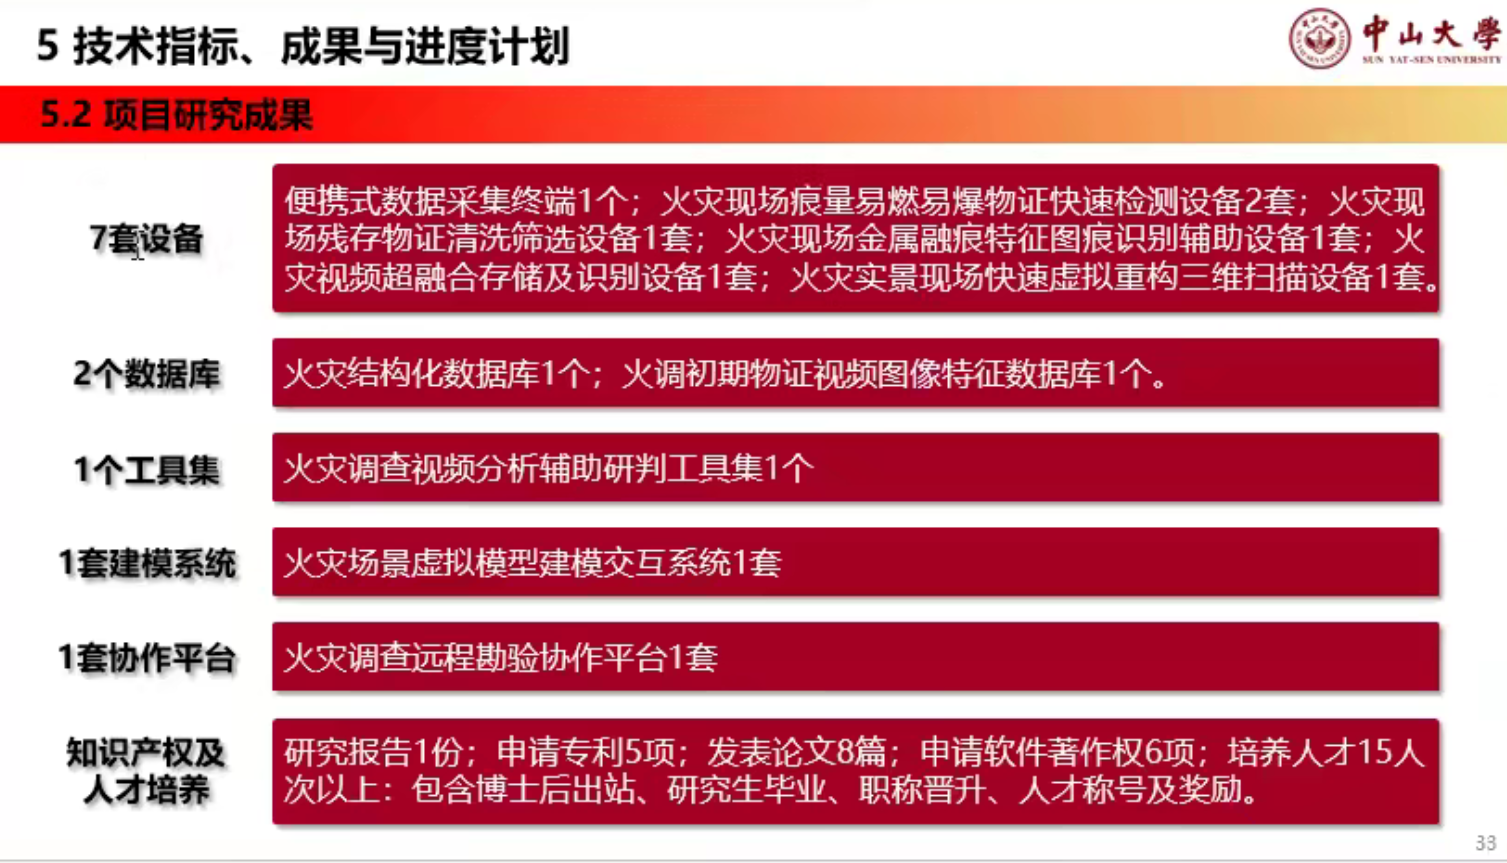 5 技术指标、成果与进度计划
中山大學
SUN YAT-SEN UNIVERSITY
5.2 项目研究成果
7套设备
便携式数据采集终端1个；火灾现场痕量易燃易爆物证快速检测设备2套；火灾现
场残存物证清洗筛选设备1套；火灾现场金属融痕特征图痕识别辅助设备1套；火
灾视频超融合存储及识别设备1套；火灾实景现场快速虚拟重构三维扫描设备1套。
2个数据库
火灾结构化数据库1个；火调初期物证视频图像特征数据库1个。
1个工具集
火灾调查视频分析辅助研判工具集1个
1套建模系统
火灾场景虚拟模型建模交互系统1套
1套协作平台
火灾调查远程勘验协作平台1套
知识产权及
人才培养
研究报告1份；申请专利5项；发表论文8篇；申请软件著作权6项；培养人才15人
次以上：包含博士后出站、研究生毕业、职称晋升、人才称号及奖励。
33